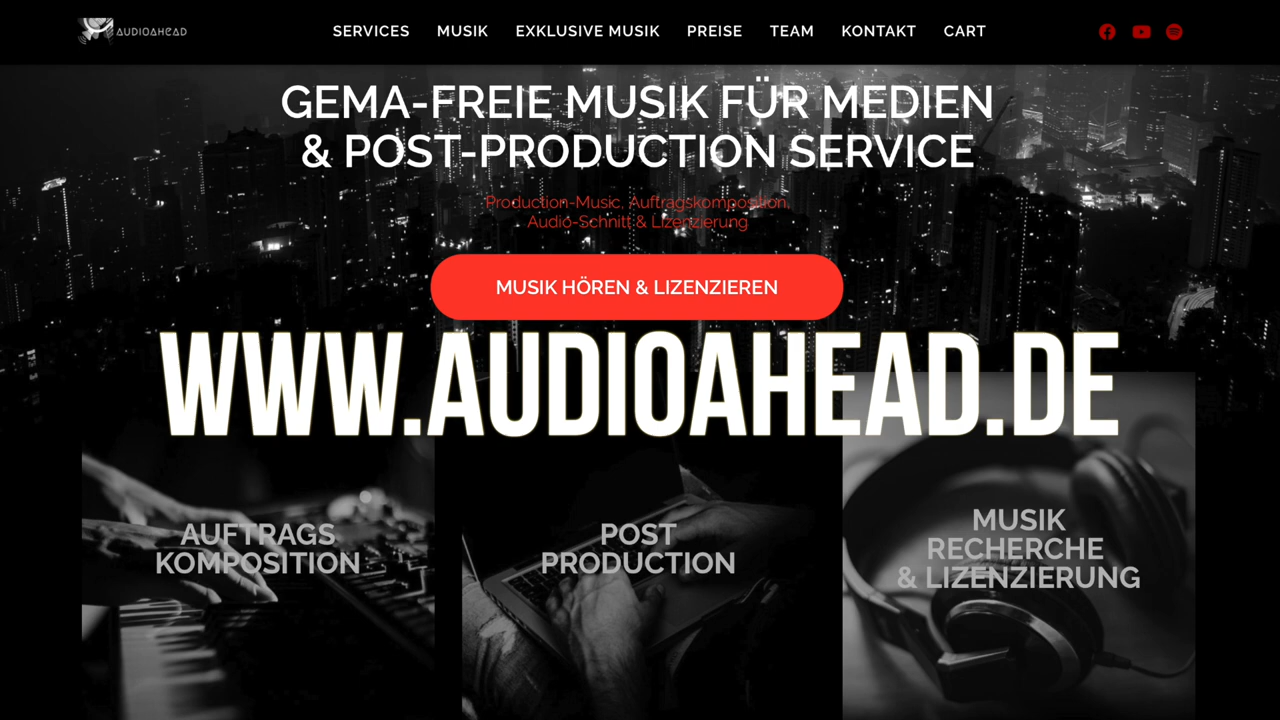 AUDIOAHEAD
SERVICES MUSIK EXKLUSIVE MUSIK PREISE TEAM KONTAKT CART
GEMA-FREIE MUSIK FÜR MEDIEN
& POST-PRODUCTION SERVICE
Production-Music, Auftragskomposition,
Audio-Schnitt & Lizenzierung
MUSIK HÖREN & LIZENZIEREN
WWW.AUDIOAHEAD.DE
AUFTRAGS
KOMPOSITION
POST
PRODUCTION
MUSIK
RECHERCHE
& LIZENZIERUNG